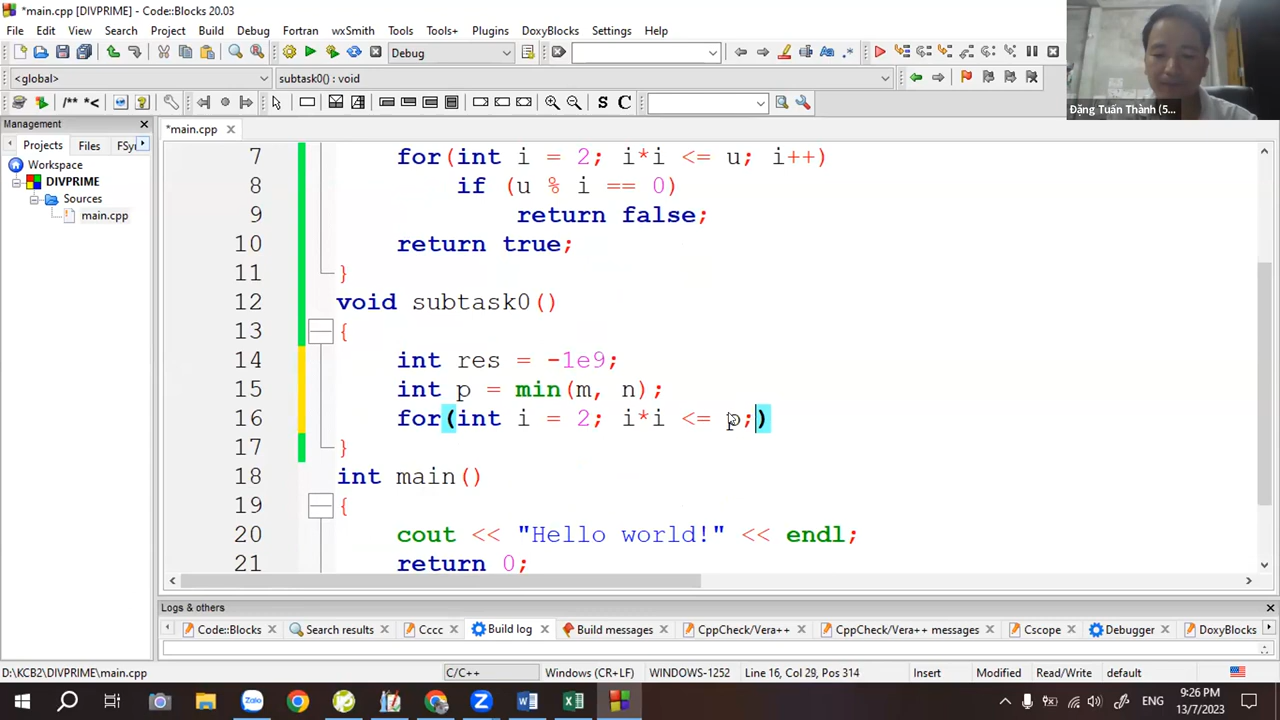 *main.cpp [DIVPRIME] - Code::Blocks 20.03
File Edit View Search Project Build Debug Fortran wxSmith Tools Tools+ Plugins DoxyBlocks Settings Help
Debug
<global>
subtask0() : void
/** *<
S C
Đặng Tuấn Thành (5...
Management
Projects Files FSy
Workspace
DIVPRIME
Sources
main.cpp
*main.cpp
7 for(int i = 2; i*i <= u; i++)
8 if (u % i == 0)
9 return false;
10 return true;
11 }
12 void subtask0()
13 {
14 int res = -1e9;
15 int p = min(m, n);
16 for(int i = 2; i*i <= p;)
17 }
18 int main()
19 {
20 cout << "Hello world!" << endl;
21 return 0;
Logs & others
Code::Blocks Search results Cccc Build log Build messages CppCheck/Vera++ CppCheck/Vera++ messages Cscope Debugger DoxyBlocks
D:\KCB2\DIVPRIME\main.cpp C/C++ Windows (CR+LF) WINDOWS-1252 Line 16, Col 29, Pos 314 Insert Modified Read/Write default
ENG
9:26 PM
13/7/2023